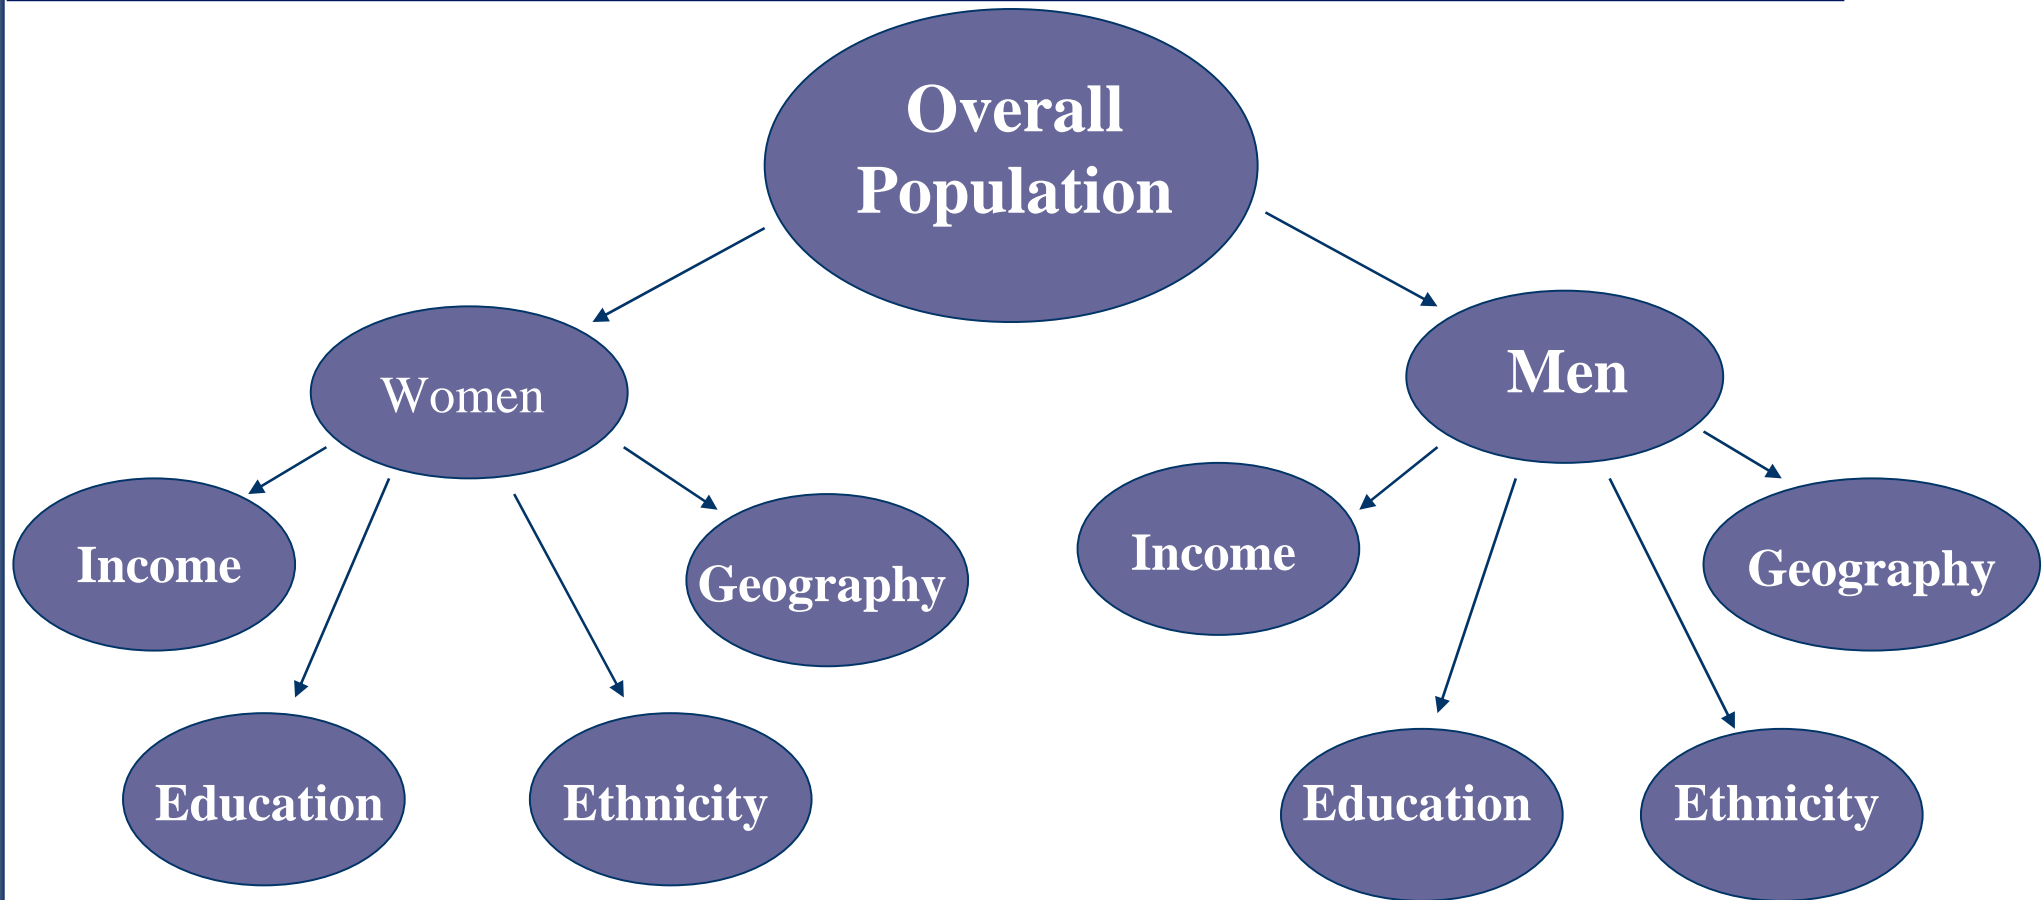 Overall
Population
Women
Men
Income
Geography
Income
Geography
Education
Ethnicity
Education
Ethnicity